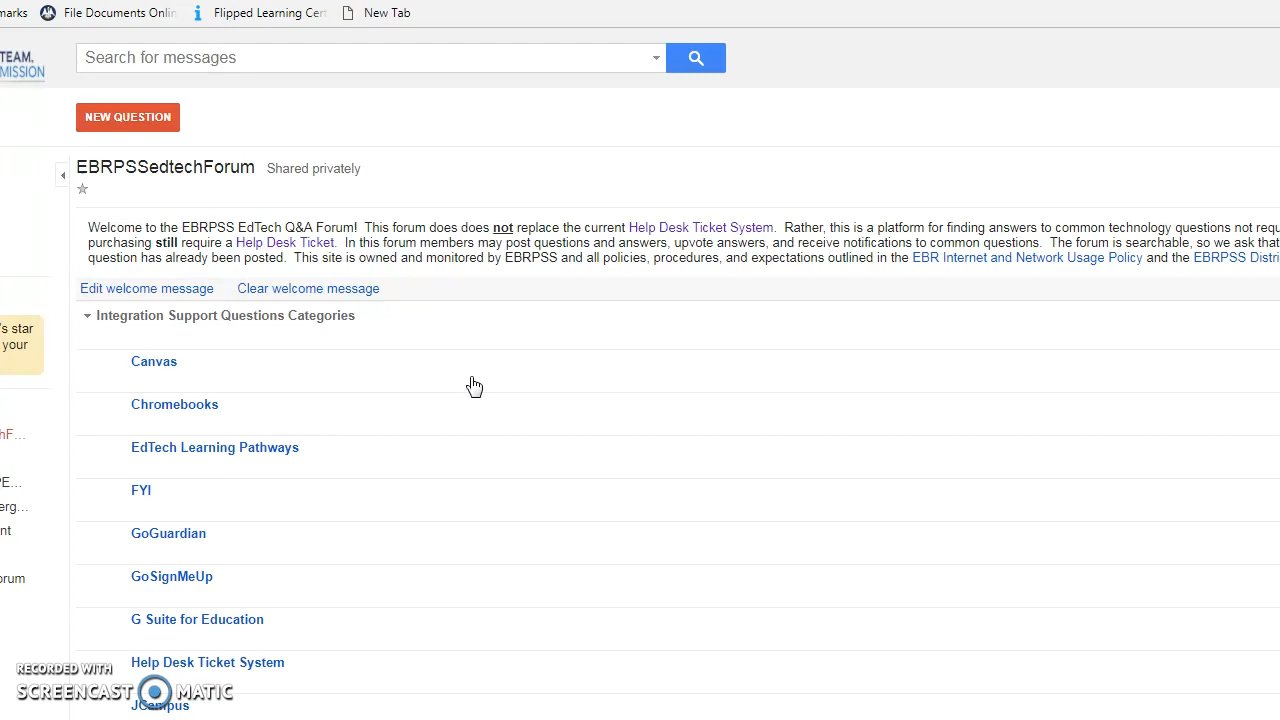 marks File Documents Onlin Flipped Learning Cert New Tab
TEAM.
MISSION
Search for messages
NEW QUESTION
EBRPSSedtechForum Shared privately
Welcome to the EBRPSS EdTech Q&A Forum! This forum does does not replace the current Help Desk Ticket System. Rather, this is a platform for finding answers to common technology questions not requ
purchasing still require a Help Desk Ticket. In this forum members may post questions and answers, upvote answers, and receive notifications to common questions. The forum is searchable, so we ask that
question has already been posted. This site is owned and monitored by EBRPSS and all policies, procedures, and expectations outlined in the EBR Internet and Network Usage Policy and the EBRPSS Distri
Edit welcome message Clear welcome message
Integration Support Questions Categories
's star
your
Canvas
Chromebooks
hF...
EdTech Learning Pathways
PE...
FYI
erg...
nt
GoGuardian
orum
GoSignMeUp
G Suite for Education
Help Desk Ticket System
RECORDED WITH
SCREENCAST MATIC
JCampus